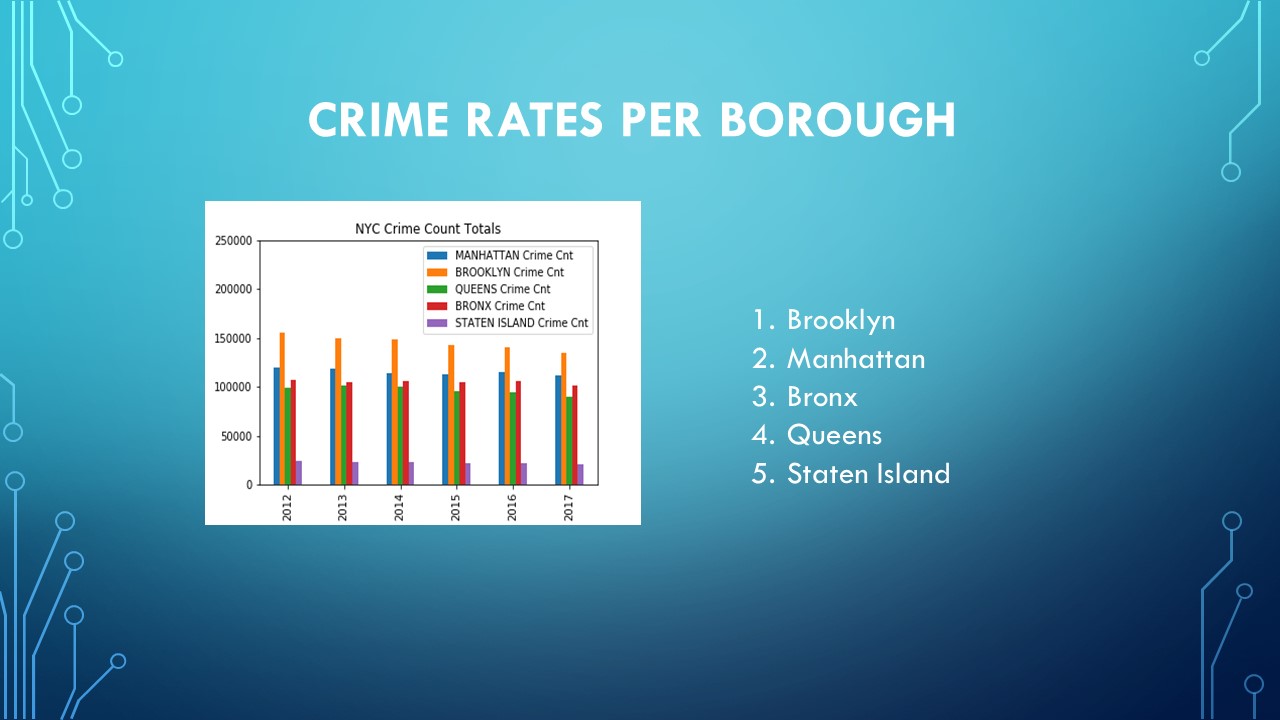 CRIME RATES PER BOROUGH
NYC Crime Count Totals
250000
200000
150000
100000
50000
0
MANHATTAN Crime Cnt
BROOKLYN Crime Cnt
QUEENS Crime Cnt
BRONX Crime Cnt
STATEN ISLAND Crime Cnt
2012
2013
2014
2015
2016
2017
1. Brooklyn
2. Manhattan
3. Bronx
4. Queens
5. Staten Island